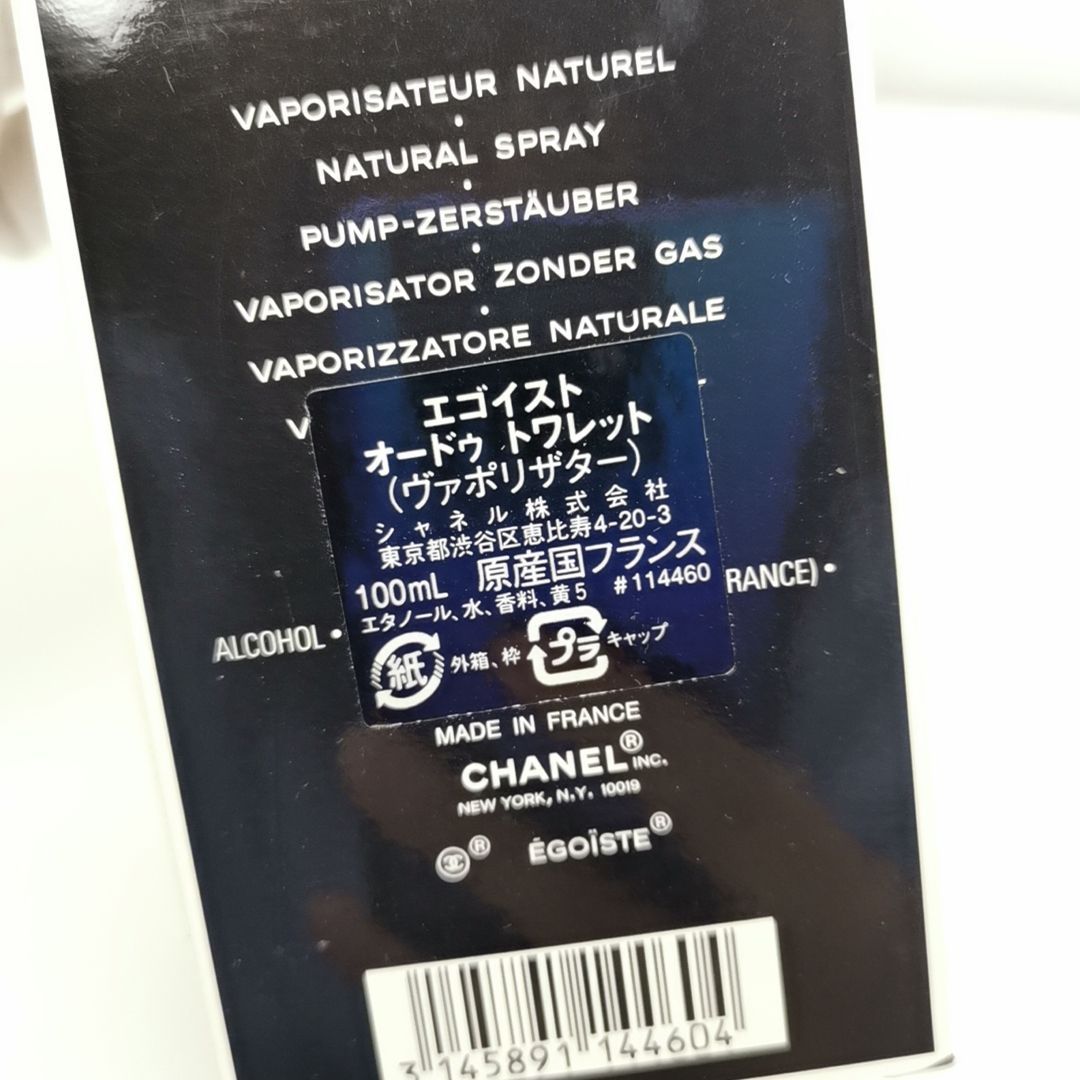 VAPORISATEUR NATUREL
•
NATURAL SPRAY
•
PUMP-ZERSTÄUBER
•
VAPORISATOR ZONDER GAS
•
VAPORIZZATORE NATURALE
エゴイスト
オードゥ トワレット
(ヴァポリザター)
シャネル株式会社
東京都渋谷区恵比寿4-20-3
100mL 原産国フランス
エタノール、水、香料、黄5 #114460
ALCOHOL • RANCE) •
紙 外箱、枠 プラ キャップ
MADE IN FRANCE
CHANEL® INC.
NEW YORK, N.Y. 10019
® ÉGOÏSTE®
3 145891 144604